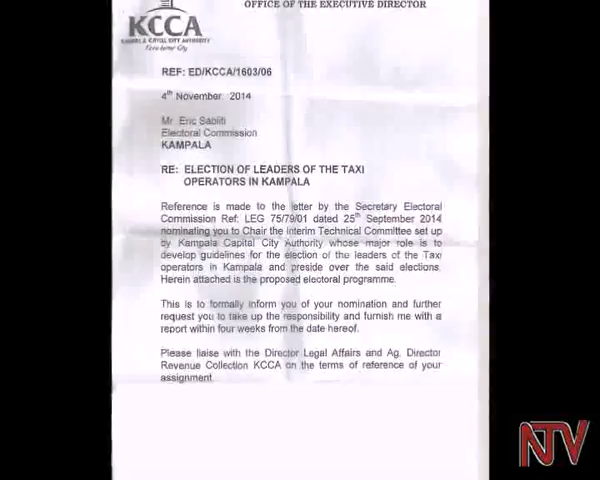 OFFICE OF THE EXECUTIVE DIRECTOR
KCCA
KAMPALA CAPITAL CITY AUTHORITY
For a better City
REF: ED/KCCA/1603/06
4th November 2014
Mr Eric Sabiiti
Electoral Commission
KAMPALA
RE: ELECTION OF LEADERS OF THE TAXI
OPERATORS IN KAMPALA
Reference is made to the letter by the Secretary Electoral
Commission Ref: LEG 75/79/01 dated 25th September 2014
nominating you to Chair the Interim Technical Committee set up
by Kampala Capital City Authority whose major role is to
develop guidelines for the election of the leaders of the Taxi
operators in Kampala and preside over the said elections.
Herein attached is the proposed electoral programme.
This is to formally inform you of your nomination and further
request you to take up the responsibility and furnish me with a
report within four weeks from the date hereof.
Please liaise with the Director Legal Affairs and Ag. Director
Revenue Collection KCCA on the terms of reference of your
assignment
NTV